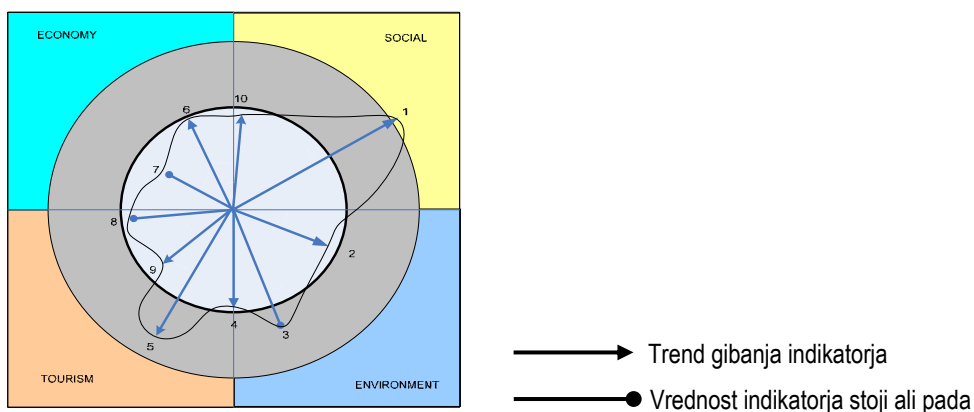 ECONOMY
SOCIAL
10
6
1
7
8
2
9
4
3
5
TOURISM
ENVIRONMENT
Trend gibanja indikatorja
Vrednost indikatorja stoji ali pada